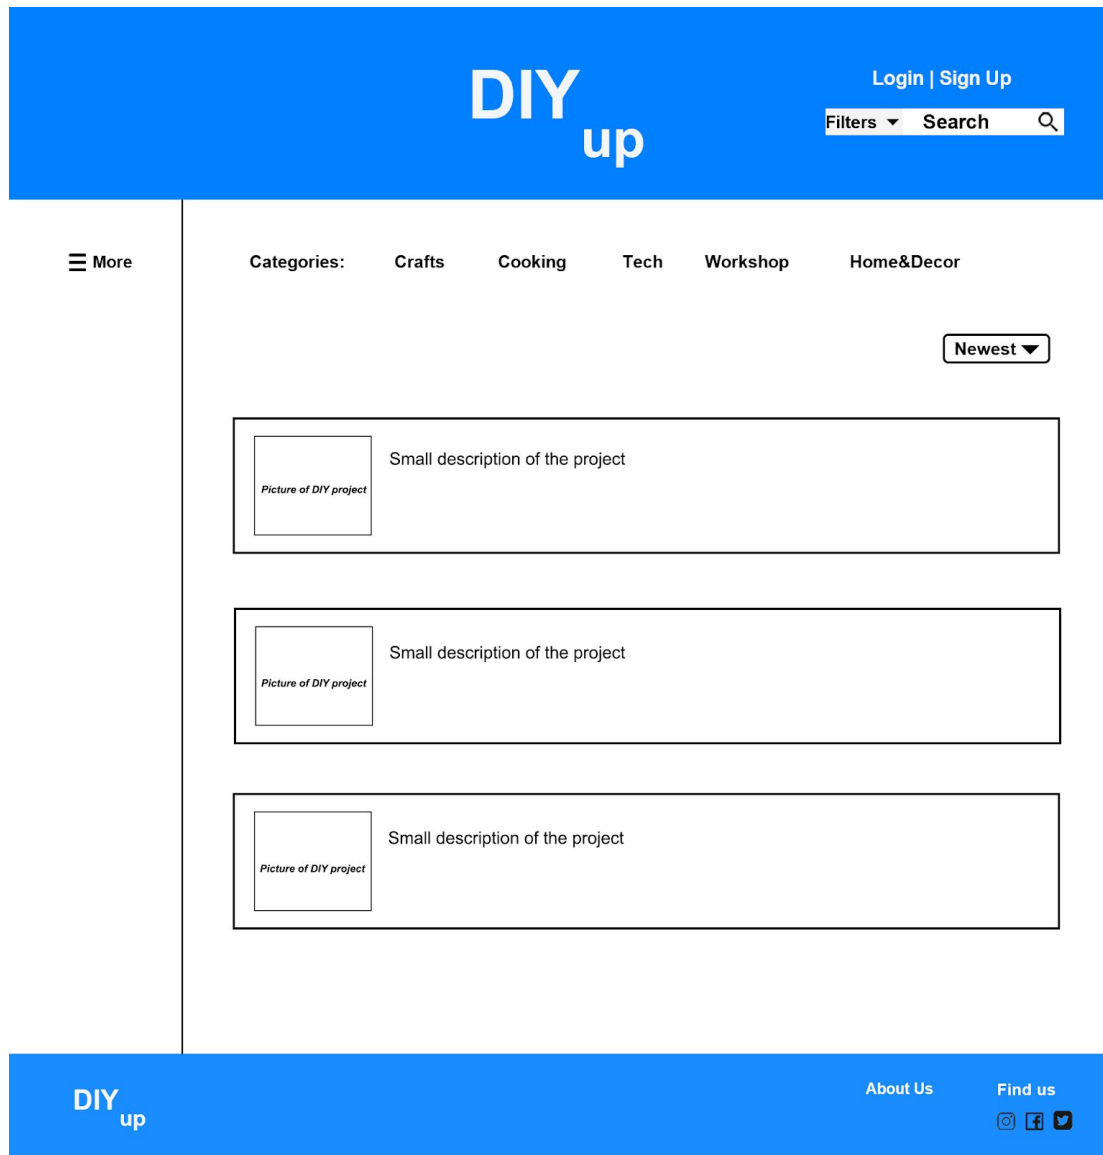 DIY
up
Login | Sign Up
Filters Search
More
Categories: Crafts Cooking Tech Workshop Home&Decor
Newest
Small description of the project
Picture of DIY project
Small description of the project
Picture of DIY project
Small description of the project
Picture of DIY project
DIY
up
About Us Find us